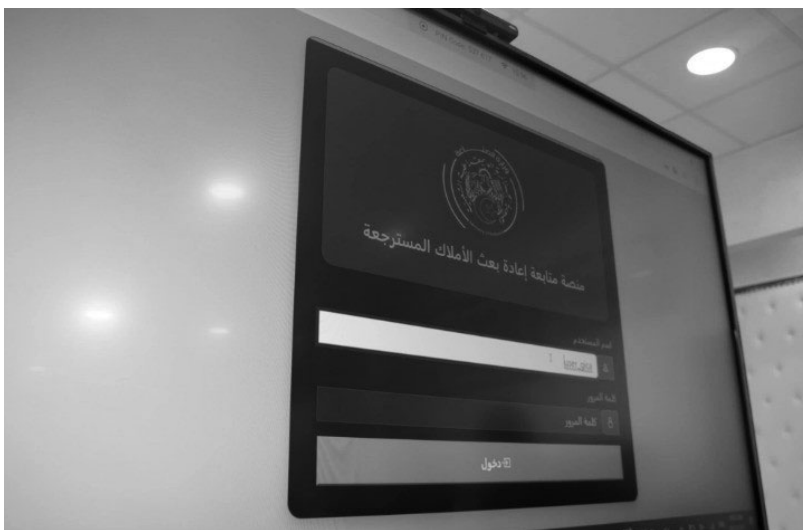 منصة متابعة إعادة بعث الأملاك المسترجعة
اسم المستخدم
كلمة المرور
كلمة المرور
دخول